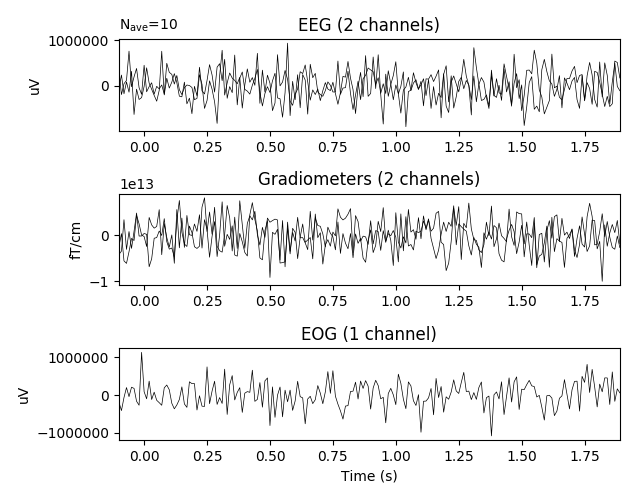 N_ave=10
EEG (2 channels)
1000000
0
uV
0.00 0.25 0.50 0.75 1.00 1.25 1.50 1.75
1e13
Gradiometers (2 channels)
0
−1
fT/cm
0.00 0.25 0.50 0.75 1.00 1.25 1.50 1.75
EOG (1 channel)
1000000
0
−1000000
uV
0.00 0.25 0.50 0.75 1.00 1.25 1.50 1.75
Time (s)